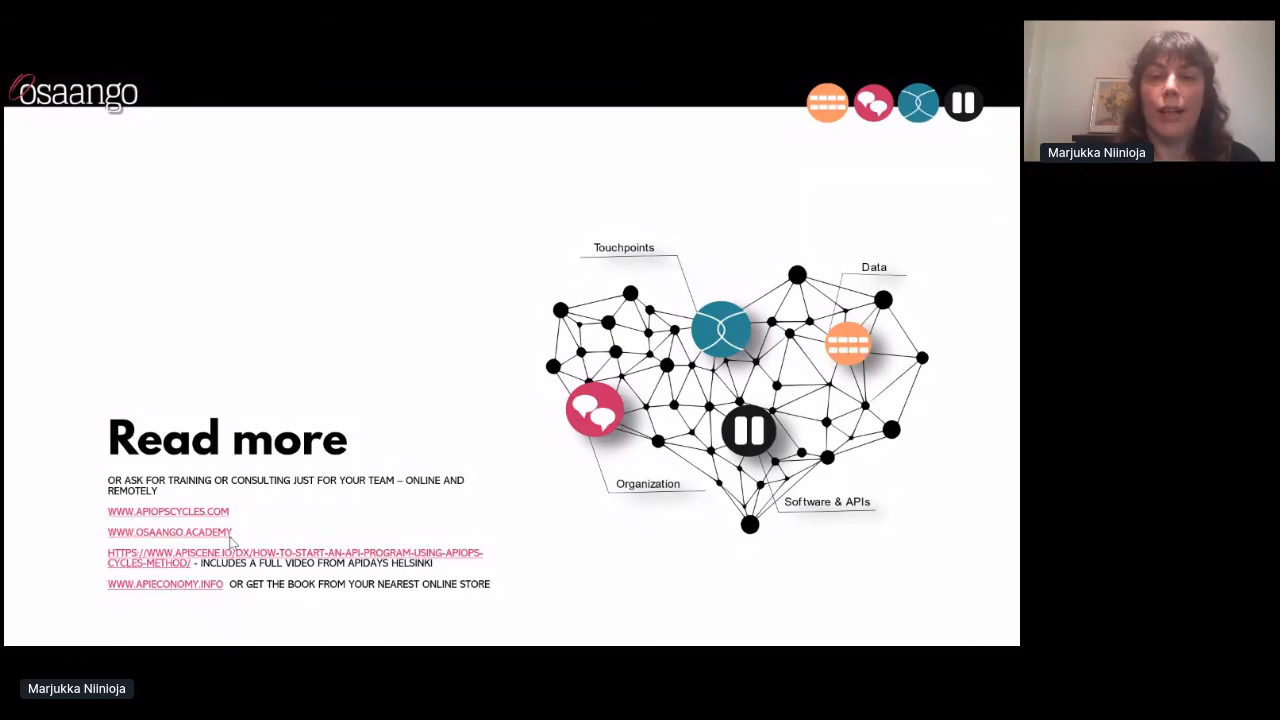 osaango
Marjukka Niinioja
Touchpoints
Data
Organization
Software & APIs
Read more
OR ASK FOR TRAINING OR CONSULTING JUST FOR YOUR TEAM – ONLINE AND
REMOTELY
WWW.APIOPSCYCLES.COM
WWW.OSAANGO.ACADEMY
HTTPS://WWW.APISCENE.IO/DX/HOW-TO-START-AN-API-PROGRAM-USING-APIOPS-
CYCLES-METHOD/ - INCLUDES A FULL VIDEO FROM APIDAYS HELSINKI
WWW.APIECONOMY.INFO OR GET THE BOOK FROM YOUR NEAREST ONLINE STORE
Marjukka Niinioja